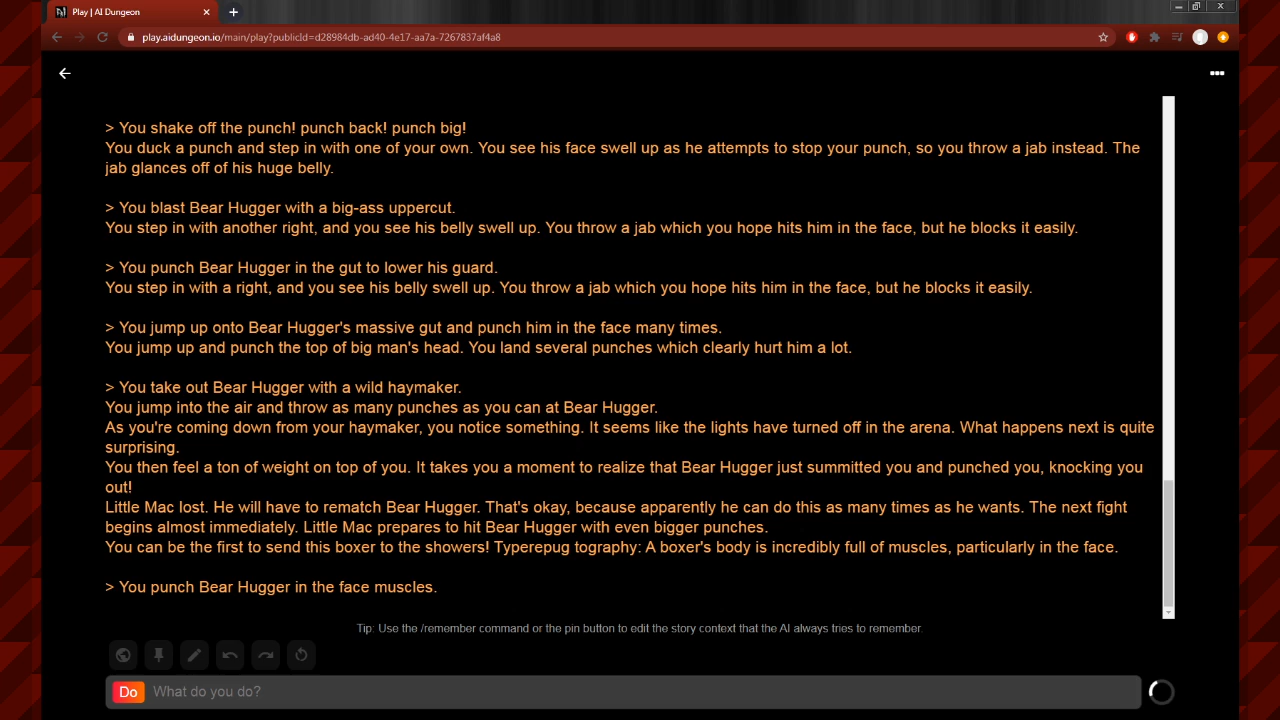 Play | AI Dungeon
play.aidungeon.io/main/play?publicId=d28984db-ad40-4e17-aa7a-7267837af4a8
> You shake off the punch! punch back! punch big!
You duck a punch and step in with one of your own. You see his face swell up as he attempts to stop your punch, so you throw a jab instead. The
jab glances off of his huge belly.
> You blast Bear Hugger with a big-ass uppercut.
You step in with another right, and you see his belly swell up. You throw a jab which you hope hits him in the face, but he blocks it easily.
> You punch Bear Hugger in the gut to lower his guard.
You step in with a right, and you see his belly swell up. You throw a jab which you hope hits him in the face, but he blocks it easily.
> You jump up onto Bear Hugger's massive gut and punch him in the face many times.
You jump up and punch the top of big man's head. You land several punches which clearly hurt him a lot.
> You take out Bear Hugger with a wild haymaker.
You jump into the air and throw as many punches as you can at Bear Hugger.
As you're coming down from your haymaker, you notice something. It seems like the lights have turned off in the arena. What happens next is quite
surprising.
You then feel a ton of weight on top of you. It takes you a moment to realize that Bear Hugger just summitted you and punched you, knocking you
out!
Little Mac lost. He will have to rematch Bear Hugger. That's okay, because apparently he can do this as many times as he wants. The next fight
begins almost immediately. Little Mac prepares to hit Bear Hugger with even bigger punches.
You can be the first to send this boxer to the showers! Typerepug tography: A boxer's body is incredibly full of muscles, particularly in the face.
> You punch Bear Hugger in the face muscles.
Tip: Use the /remember command or the pin button to edit the story context that the AI always tries to remember.
Do What do you do?